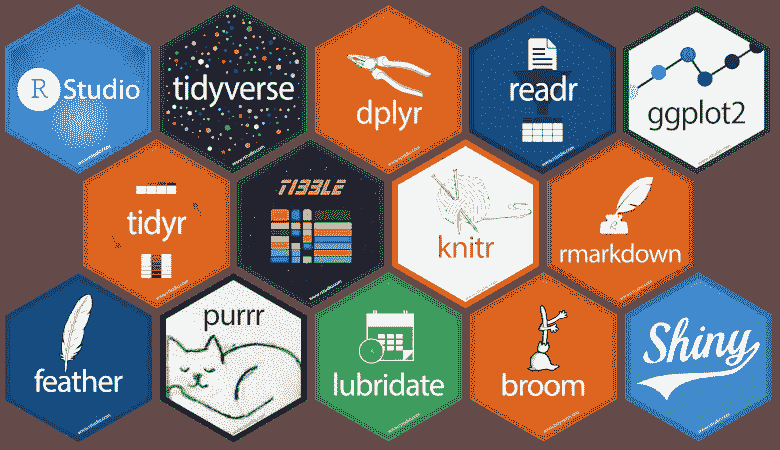 R Studio
tidyverse
dplyr
readr
ggplot2
tidyr
TIBBLE
knitr
rmarkdown
feather
purrr
lubridate
broom
Shiny